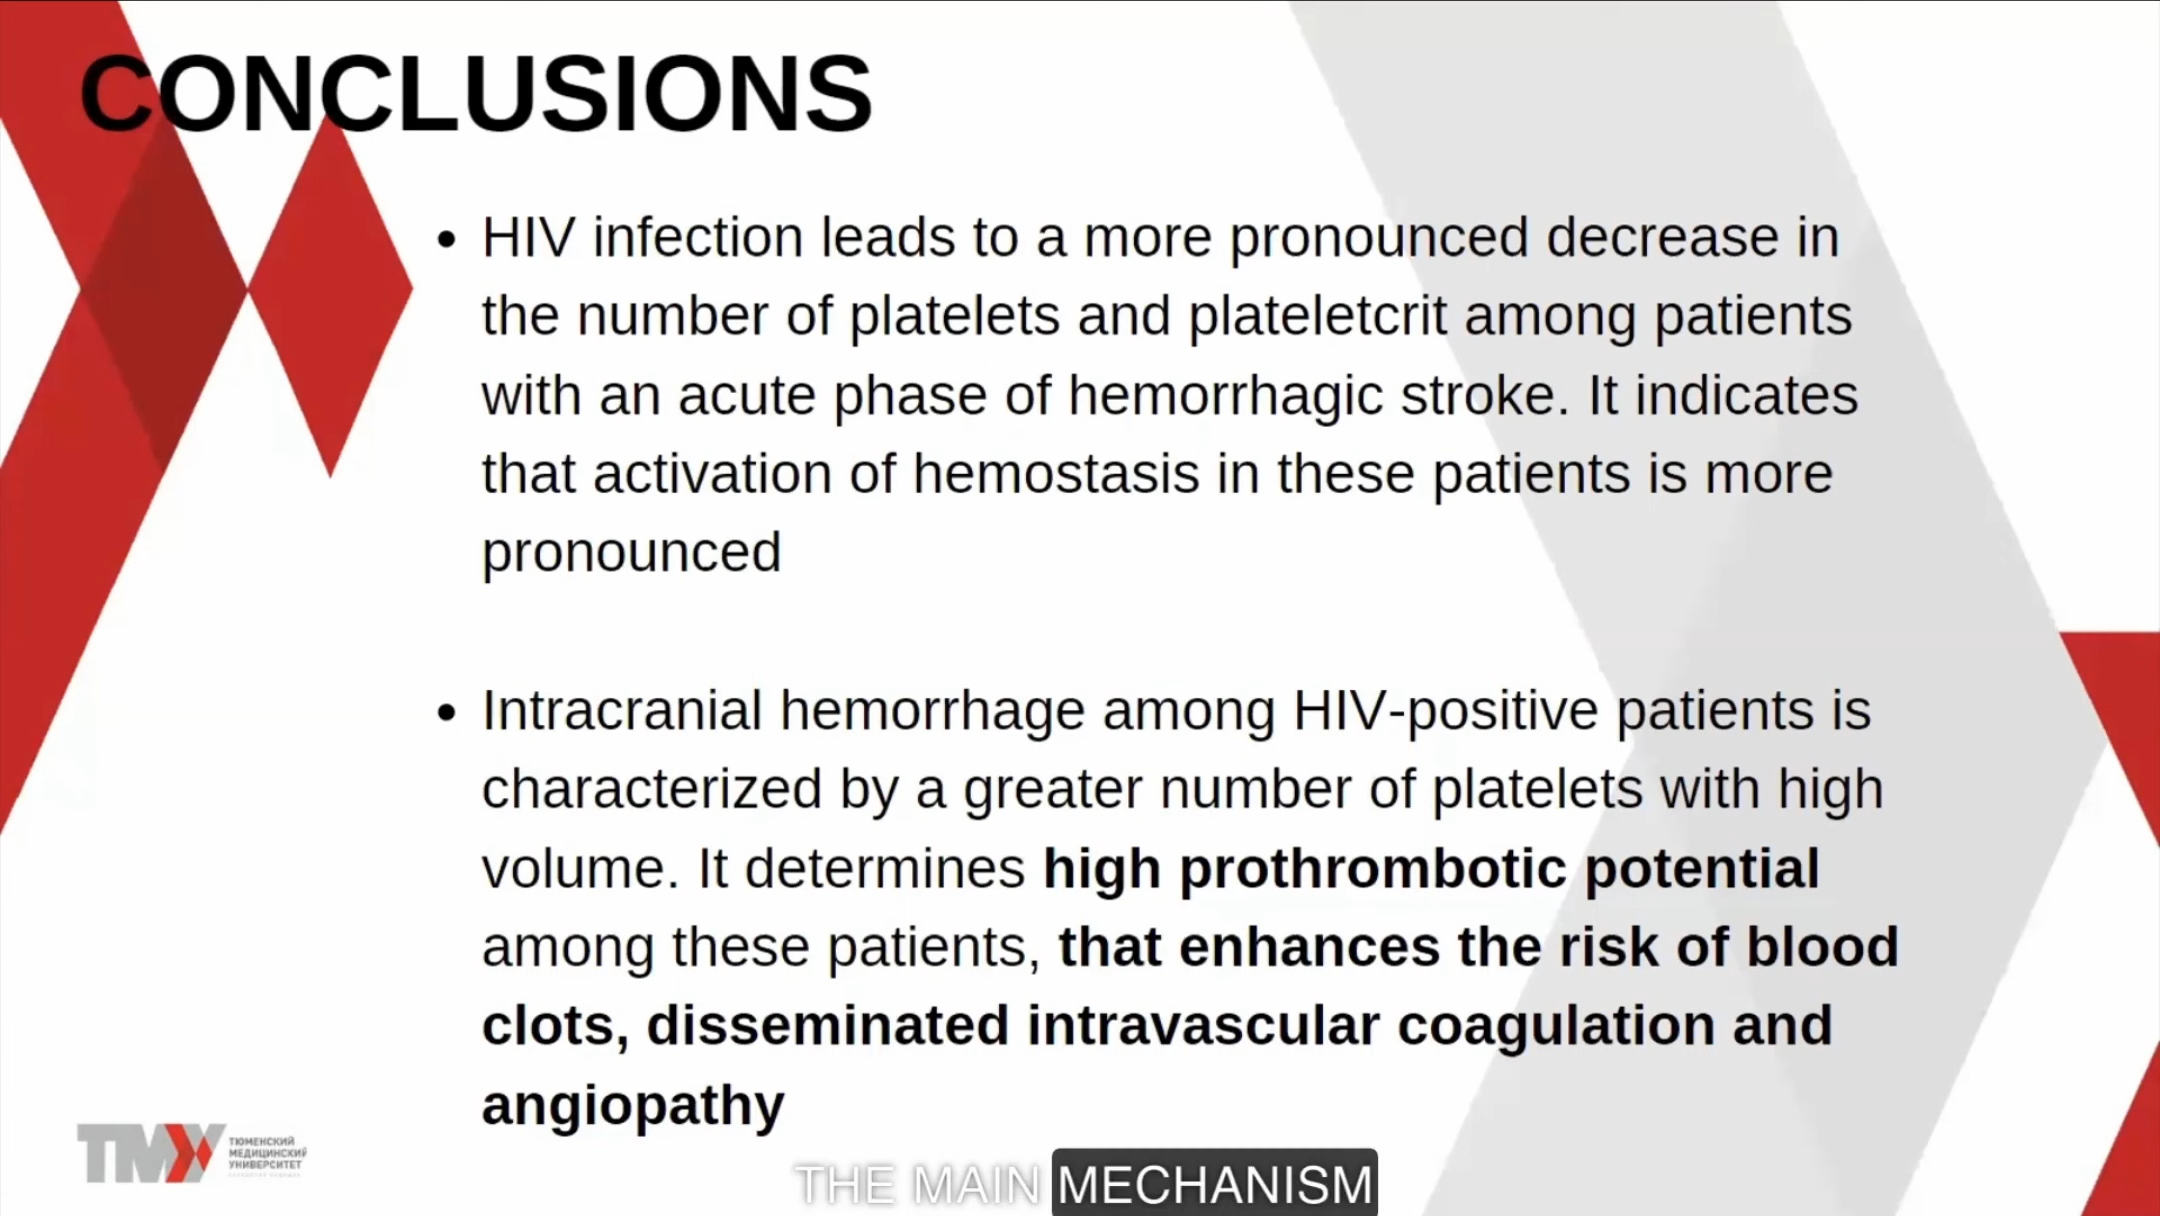 CONCLUSIONS
• HIV infection leads to a more pronounced decrease in
the number of platelets and plateletcrit among patients
with an acute phase of hemorrhagic stroke. It indicates
that activation of hemostasis in these patients is more
pronounced
• Intracranial hemorrhage among HIV-positive patients is
characterized by a greater number of platelets with high
volume. It determines high prothrombotic potential
among these patients, that enhances the risk of blood
clots, disseminated intravascular coagulation and
angiopathy
ТМУ
ТЮМЕНСКИЙ
МЕДИЦИНСКИЙ
УНИВЕРСИТЕТ
THE MAIN MECHANISM